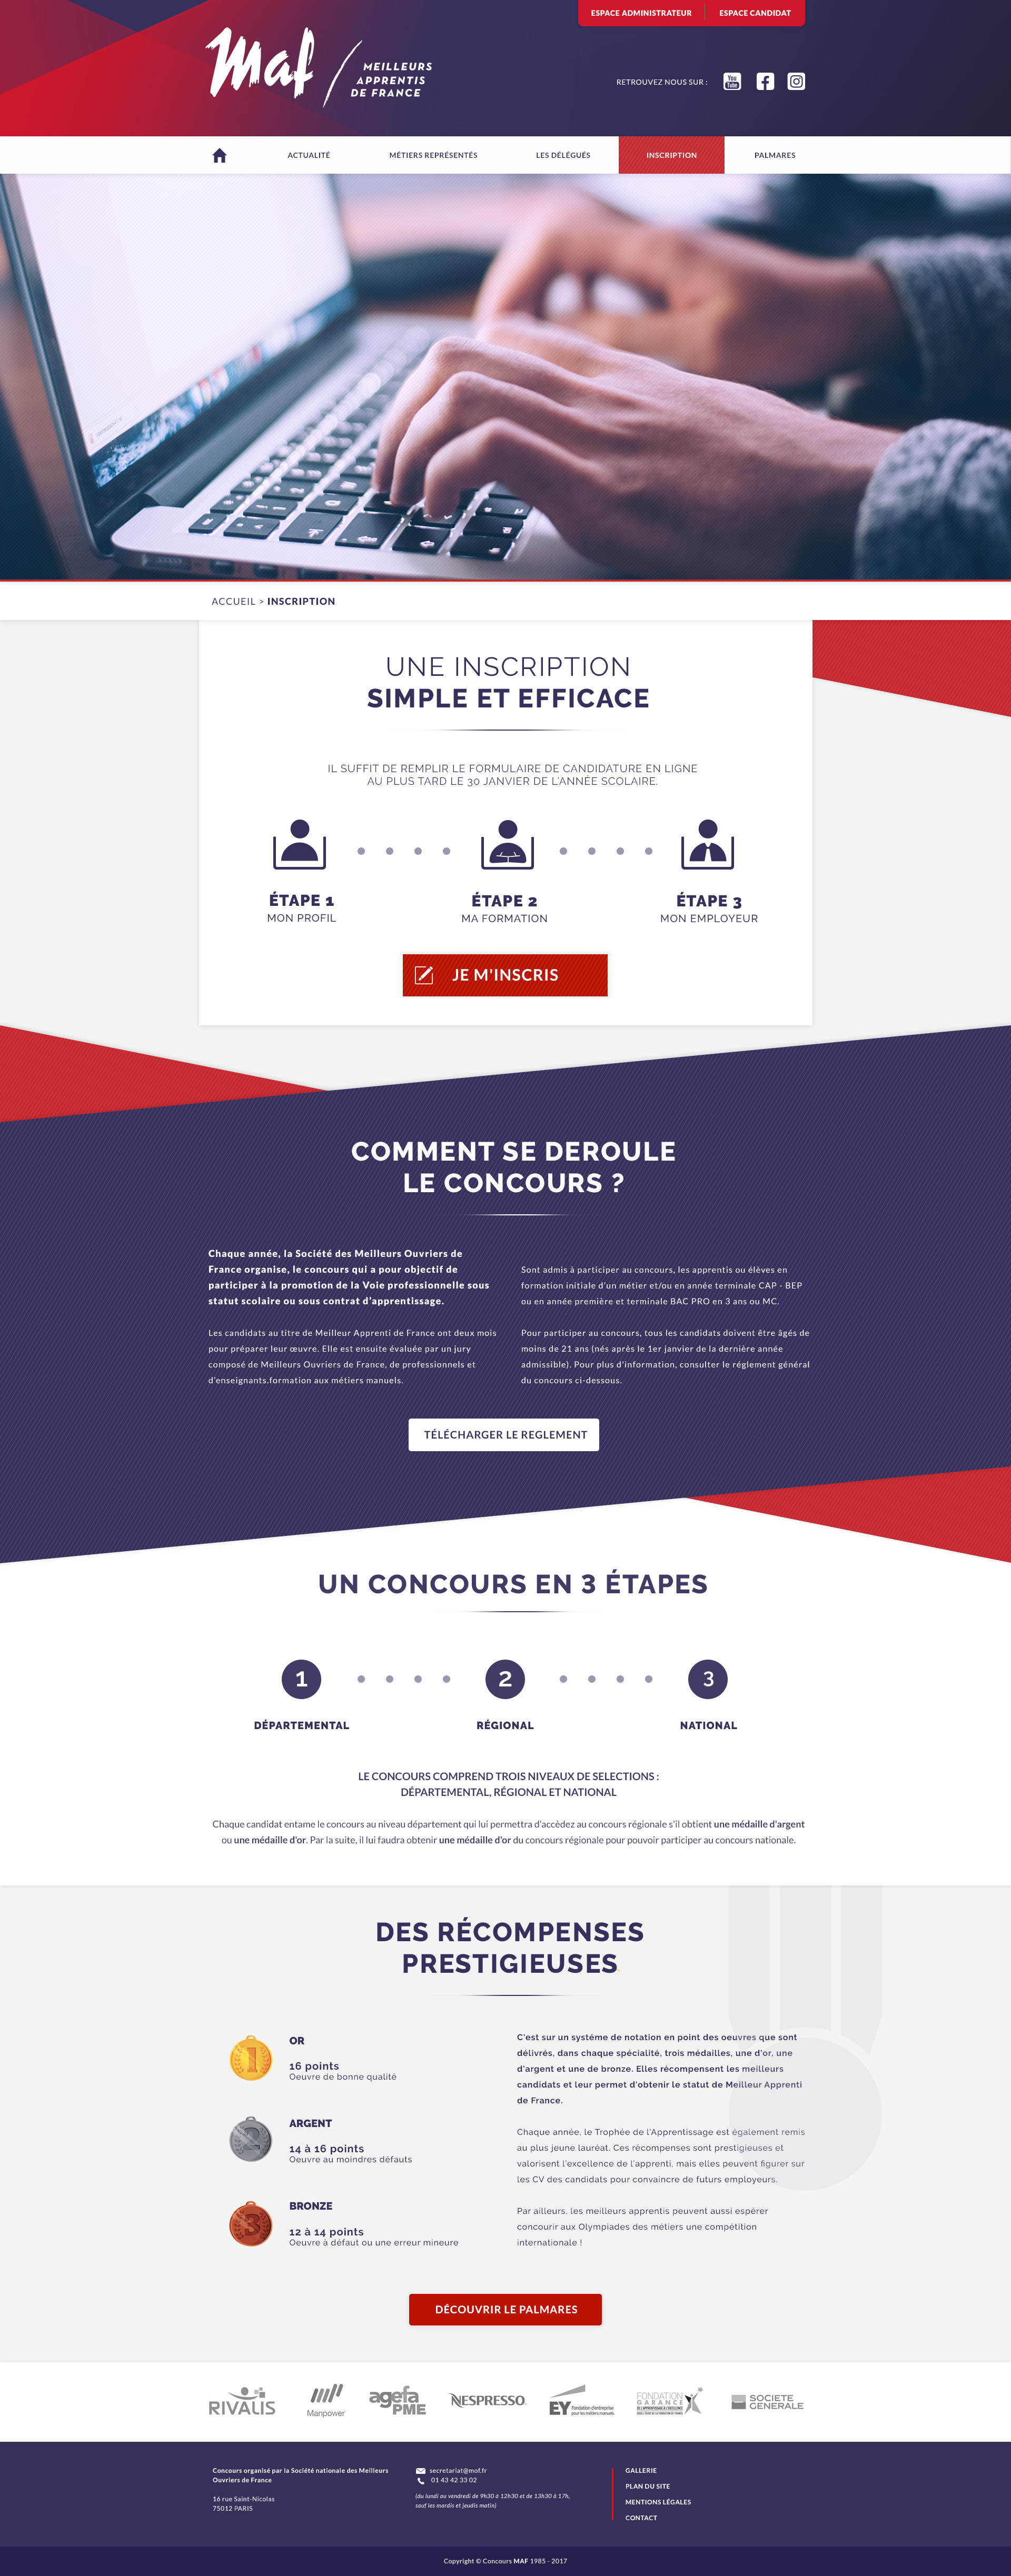 ESPACE ADMINISTRATEUR
ESPACE CANDIDAT
Maf
MEILLEURS
APPRENTIS
DE FRANCE
RETROUVEZ NOUS SUR :
You
Tube
ACTUALITÉ
MÉTIERS REPRÉSENTÉS
LES DÉLÉGUÉS
INSCRIPTION
PALMARES
ACCUEIL > INSCRIPTION
UNE INSCRIPTION
SIMPLE ET EFFICACE
IL SUFFIT DE REMPLIR LE FORMULAIRE DE CANDIDATURE EN LIGNE
AU PLUS TARD LE 30 JANVIER DE L'ANNÉE SCOLAIRE.
ÉTAPE 1
MON PROFIL
ÉTAPE 2
MA FORMATION
ÉTAPE 3
MON EMPLOYEUR
JE M'INSCRIS
COMMENT SE DEROULE
LE CONCOURS ?
Chaque année, la Société des Meilleurs Ouvriers de
France organise, le concours qui a pour objectif de
participer à la promotion de la Voie professionnelle sous
statut scolaire ou sous contrat d'apprentissage.
Les candidats au titre de Meilleur Apprenti de France ont deux mois
pour préparer leur œuvre. Elle est ensuite évaluée par un jury
composé de Meilleurs Ouvriers de France, de professionnels et
d'enseignants.formation aux métiers manuels.
Sont admis à participer au concours, les apprentis ou élèves en
formation initiale d'un métier et/ou en année terminale CAP - BEP
ou en année première et terminale BAC PRO en 3 ans ou MC.
Pour participer au concours, tous les candidats doivent être âgés de
moins de 21 ans (nés après le 1er janvier de la dernière année
admissible). Pour plus d'information, consulter le réglement général
du concours ci-dessous.
TÉLÉCHARGER LE REGLEMENT
UN CONCOURS EN 3 ÉTAPES
1
2
3
DÉPARTEMENTAL
RÉGIONAL
NATIONAL
LE CONCOURS COMPREND TROIS NIVEAUX DE SELECTIONS :
DÉPARTEMENTAL, RÉGIONAL ET NATIONAL
Chaque candidat entame le concours au niveau département qui lui permettra d'accèdez au concours régionale s'il obtient une médaille d'argent
ou une médaille d'or. Par la suite, il lui faudra obtenir une médaille d'or du concours régionale pour pouvoir participer au concours nationale.
DES RÉCOMPENSES
PRESTIGIEUSES
1
OR
16 points
Oeuvre de bonne qualité
2
ARGENT
14 à 16 points
Oeuvre au moindres défauts
3
BRONZE
12 à 14 points
Oeuvre à défaut ou une erreur mineure
C'est sur un systéme de notation en point des oeuvres que sont
délivrés, dans chaque spécialité, trois médailles, une d'or, une
d'argent et une de bronze. Elles récompensent les meilleurs
candidats et leur permet d'obtenir le statut de Meilleur Apprenti
de France.
Chaque année, le Trophée de l'Apprentissage est également remis
au plus jeune lauréat. Ces récompenses sont prestigieuses et
valorisent l'excellence de l'apprenti, mais elles peuvent figurer sur
les CV des candidats pour convaincre de futurs employeurs.
Par ailleurs, les meilleurs apprentis peuvent aussi espérer
concourir aux Olympiades des métiers une compétition
internationale !
DÉCOUVRIR LE PALMARES
RIVALIS
Manpower
agefa
PME
NESPRESSO
EY Fondation d'entreprise
pour les métiers manuels
FONDATION
GARANCE
SOCIETE
GENERALE
Concours organisé par la Société nationale des Meilleurs
Ouvriers de France
16 rue Saint-Nicolas
75012 PARIS
secretariat@mof.fr
01 43 42 33 02
(du lundi au vendredi de 9h30 à 12h30 et de 13h30 à 17h,
sauf les mardis et jeudis matin)
GALLERIE
PLAN DU SITE
MENTIONS LÉGALES
CONTACT
Copyright © Concours MAF 1985 - 2017